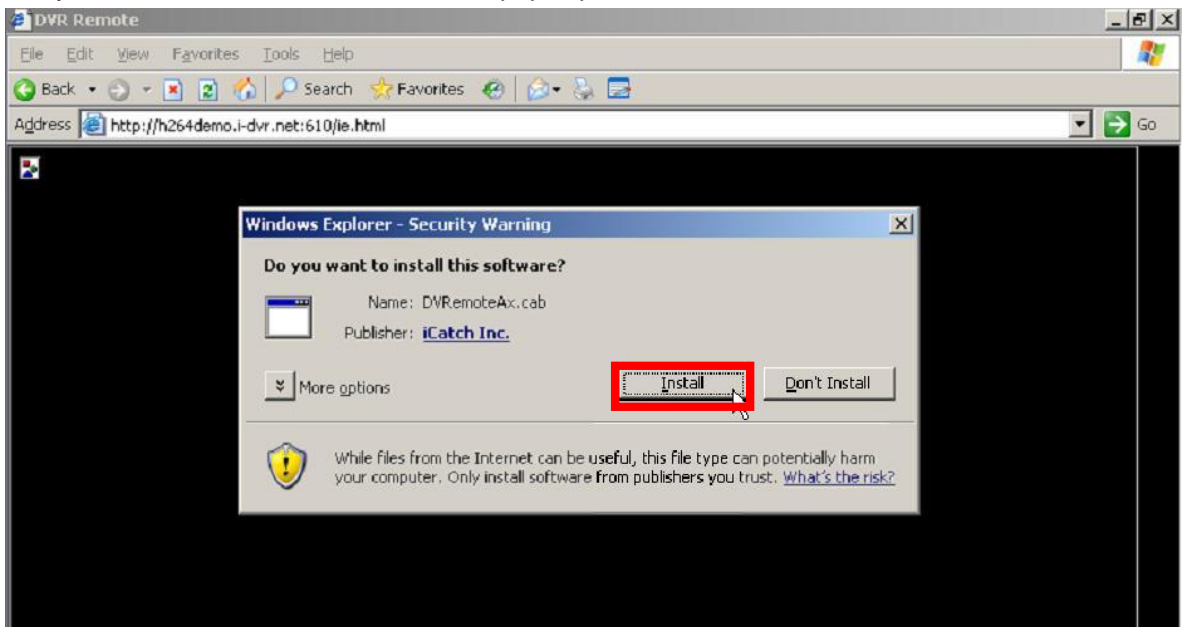 DVR Remote
File Edit View Favorites Tools Help
Back Search Favorites
Address http://h264demo.i-dvr.net:610/ie.html Go
Windows Explorer - Security Warning
Do you want to install this software?
Name: DVRemoteAx.cab
Publisher: iCatch Inc.
More options Install Don't Install
While files from the Internet can be useful, this file type can potentially harm
your computer. Only install software from publishers you trust. What's the risk?